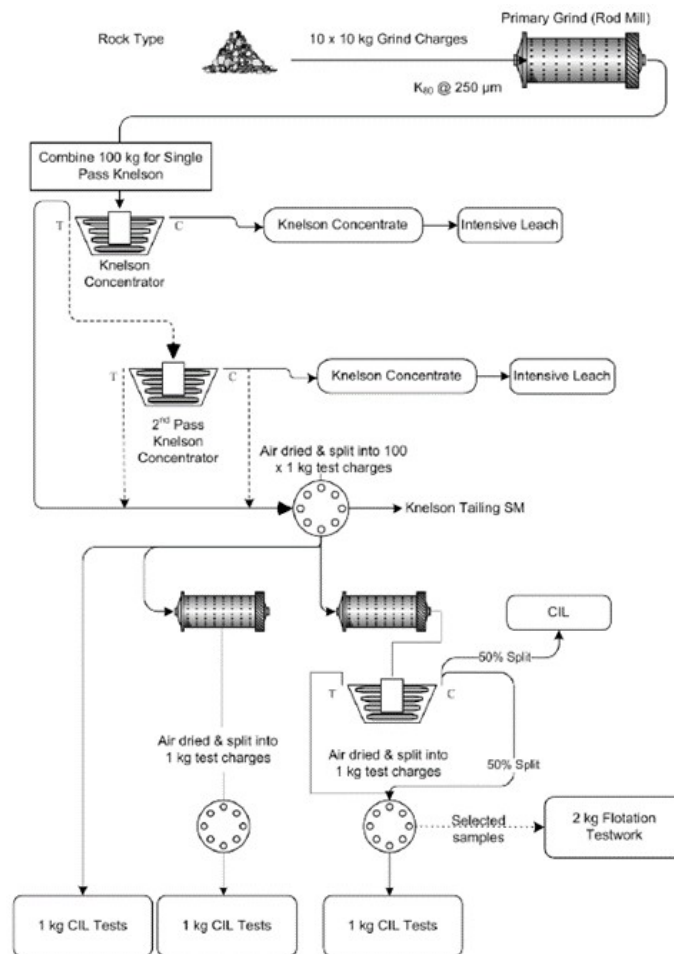 Primary Grind (Rod Mill)
Rock Type
10 x 10 kg Grind Charges
K80 @ 250 µm
Combine 100 kg for Single
Pass Knelson
T
C
Knelson Concentrate
Intensive Leach
Knelson
Concentrator
T
C
Knelson Concentrate
Intensive Leach
2nd Pass
Knelson
Concentrator
Air dried & split into 100
x 1 kg test charges
Knelson Tailing SM
CIL
50% Split
T
C
Air dried & split into
1 kg test charges
Air dried & split into
1 kg test charges
50% Split
Selected
samples
2 kg Flotation
Testwork
1 kg CIL Tests
1 kg CIL Tests
1 kg CIL Tests